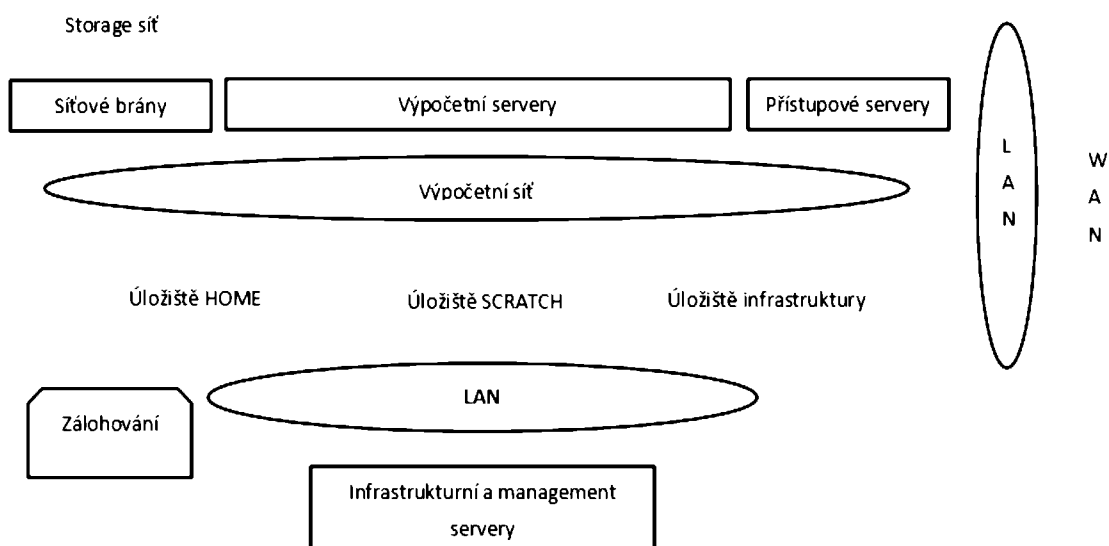 Storage síť
Síťové brány
Výpočetní servery
Přístupové servery
Výpočetní síť
L
A
N
W
A
N
Úložiště HOME
Úložiště SCRATCH
Úložiště infrastruktury
LAN
Zálohování
Infrastrukturní a management
servery